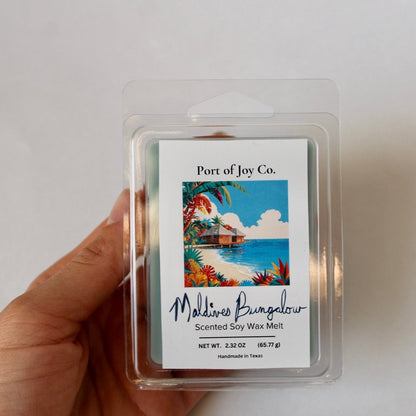 Port of Joy Co.
Maldives Bungalow
Scented Soy Wax Melt
NET WT. 2.32 OZ (65.77 g)
Handmade in Texas